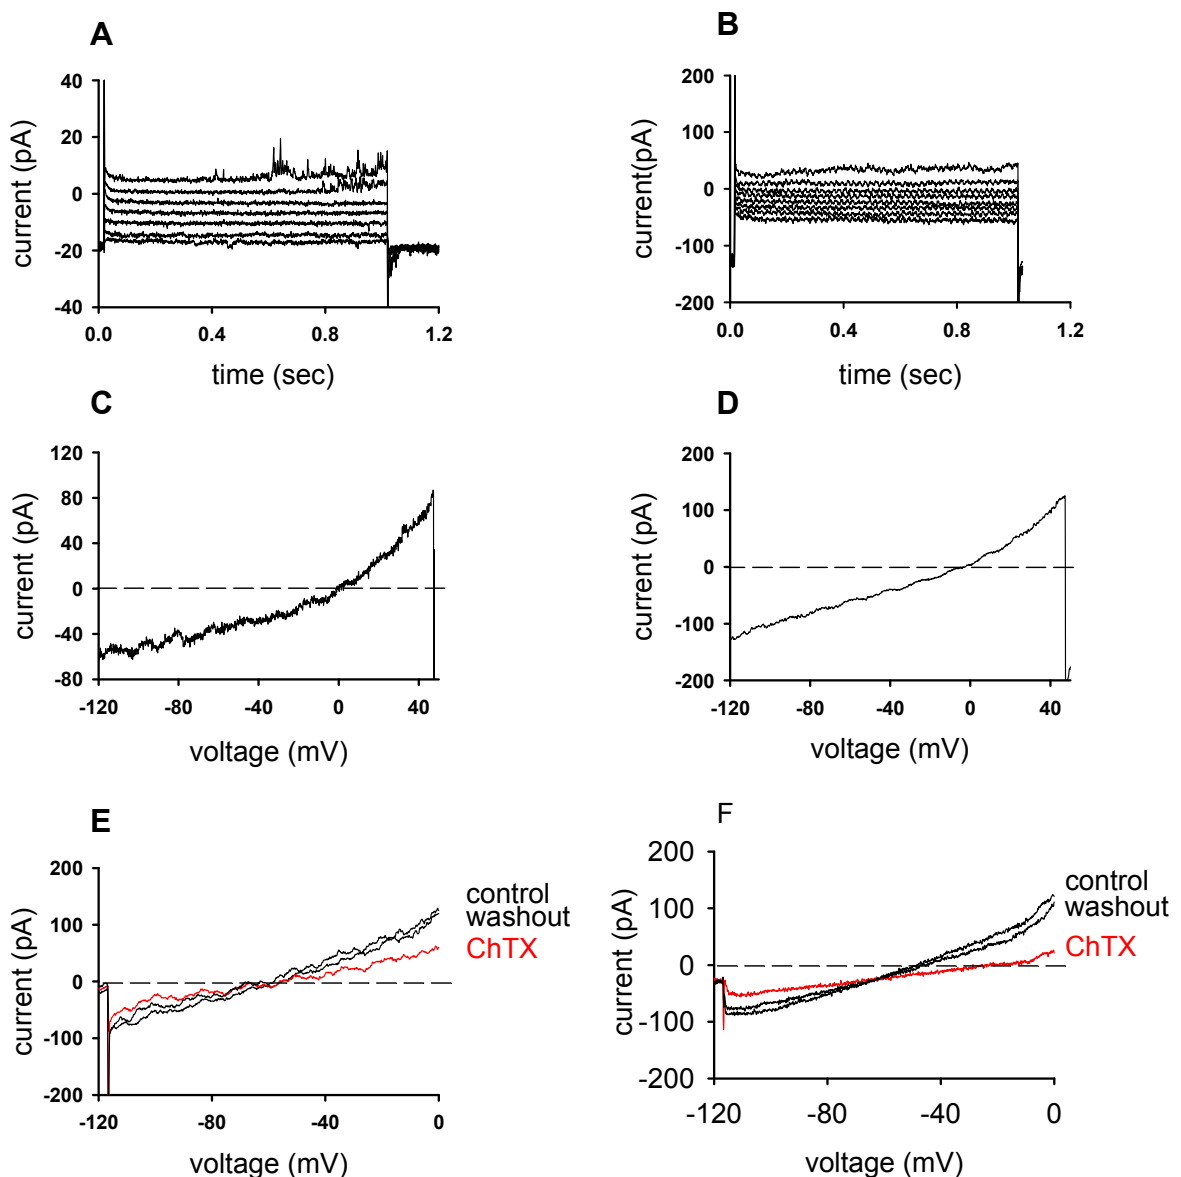 A
B
current (pA)
40
20
0
-20
-40
0.0
0.4
0.8
1.2
time (sec)
current(pA)
200
100
0
-100
-200
0.0
0.4
0.8
1.2
time (sec)
C
D
current (pA)
120
80
40
0
-40
-80
-120
-80
-40
0
40
voltage (mV)
current (pA)
200
100
0
-100
-200
-120
-80
-40
0
40
voltage (mV)
E
F
current (pA)
200
100
0
-100
-200
-120
-80
-40
0
voltage (mV)
control
washout
ChTX
current (pA)
200
100
0
-100
-200
-120
-80
-40
0
voltage (mV)
control
washout
ChTX